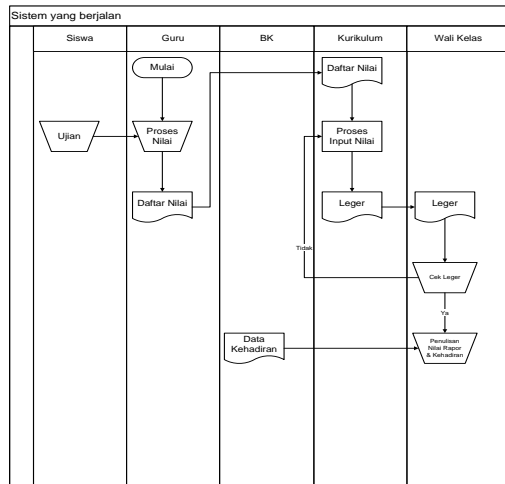 Sistem yang berjalan
Siswa
Guru
BK
Kurikulum
Wali Kelas
Mulai
Daftar Nilai
Ujian
Proses
Nilai
Proses
Input Nilai
Daftar Nilai
Leger
Leger
Tidak
Cek Leger
Ya
Data
Kehadiran
Penulisan
Nilai Rapor
& Kehadiran